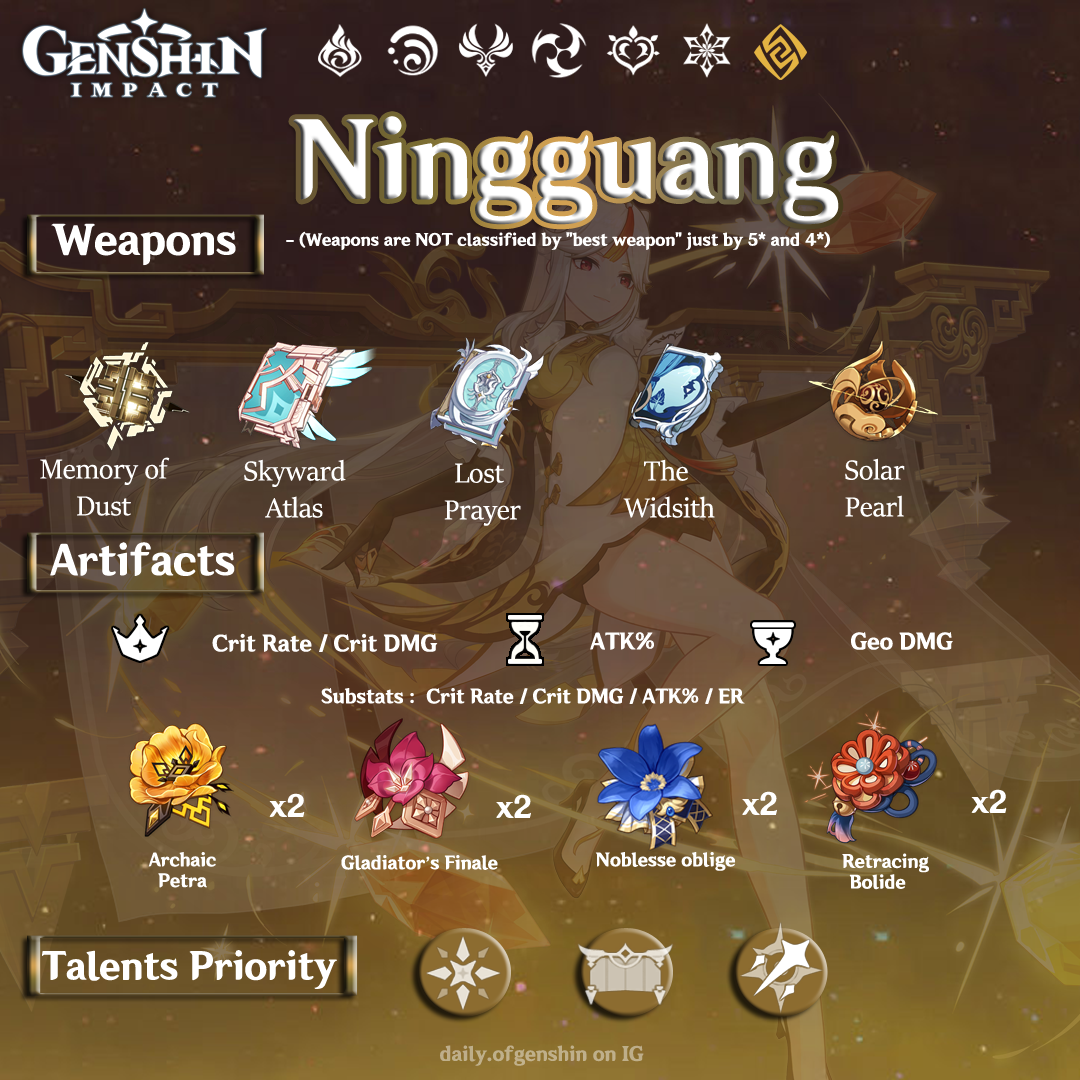 GENSHIN
IMPACT
Ningguang
Weapons
- (Weapons are NOT classified by "best weapon" just by 5* and 4*)
Memory of
Dust
Skyward
Atlas
Lost
Prayer
The
Widsith
Solar
Pearl
Artifacts
Crit Rate / Crit DMG
ATK%
Geo DMG
Substats : Crit Rate / Crit DMG / ATK% / ER
x2
x2
x2
x2
Archaic
Petra
Gladiator's Finale
Noblesse oblige
Retracing
Bolide
Talents Priority
daily.ofgenshin on IG